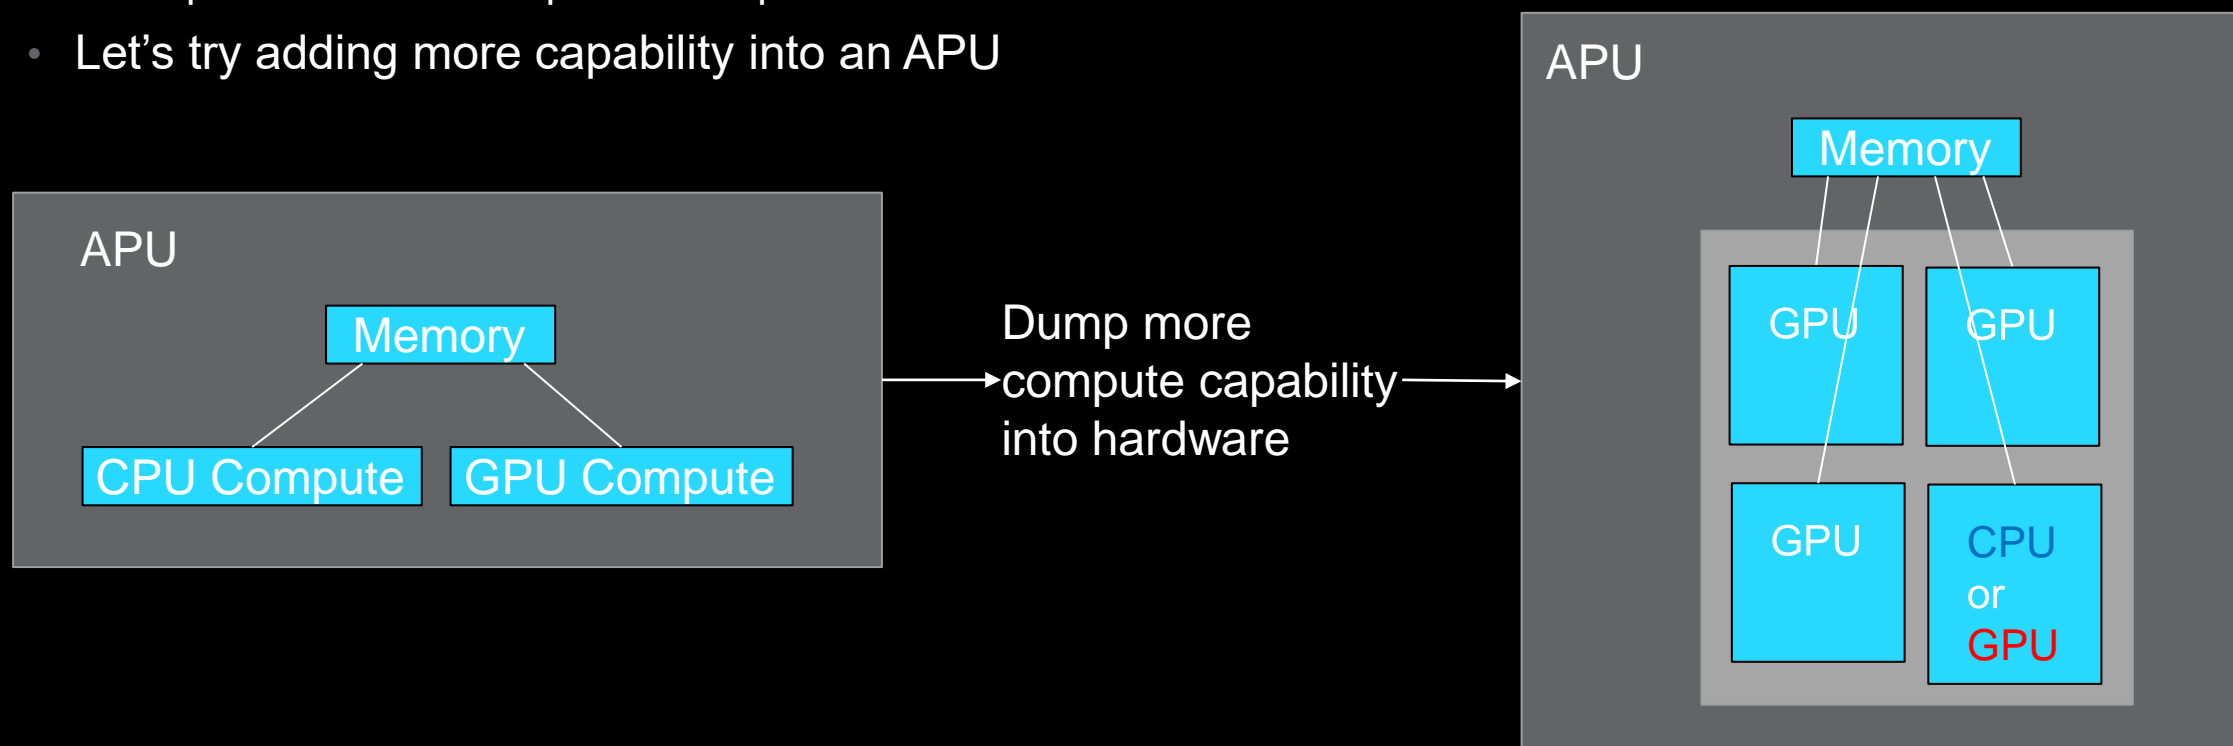 Let’s try adding more capability into an APU
APU
Memory
CPU Compute
GPU Compute
Dump more
compute capability
into hardware
APU
Memory
GPU
GPU
GPU
CPU
or
GPU